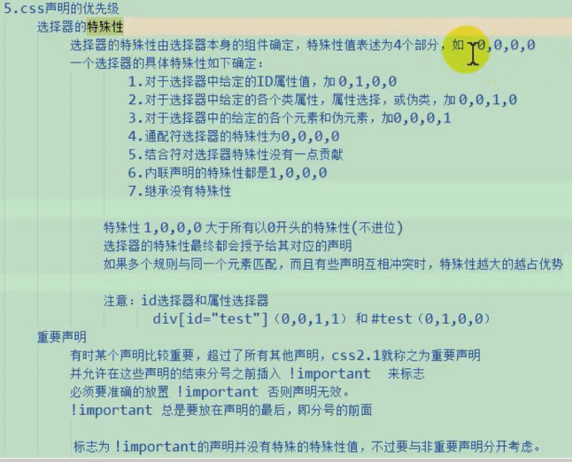 5.css声明的优先级
选择器的特殊性
选择器的特殊性由选择器本身的组件确定，特殊性值表述为4个部分，如 0,0,0,0
一个选择器的具体特殊性如下确定：
1.对于选择器中给定的ID属性值，加 0,1,0,0
2.对于选择器中给定的各个类属性，属性选择，或伪类，加 0,0,1,0
3.对于选择器中的给定的各个元素和伪元素，加0,0,0,1
4.通配符选择器的特殊性为0,0,0,0
5.结合符对选择器特殊性没有一点贡献
6.内联声明的特殊性都是1,0,0,0
7.继承没有特殊性
特殊性 1,0,0,0 大于所有以0开头的特殊性(不进位)
选择器的特殊性最终都会授予给其对应的声明
如果多个规则与同一个元素匹配，而且有些声明互相冲突时，特殊性越大的越占优势
注意：id选择器和属性选择器
div[id="test"]（0,0,1,1）和 #test（0,1,0,0）
重要声明
有时某个声明比较重要，超过了所有其他声明，css2.1就称之为重要声明
并允许在这些声明的结束分号之前插入 !important 来标志
必须要准确的放置 !important 否则声明无效。
!important 总是要放在声明的最后，即分号的前面
标志为 !important的声明并没有特殊的特殊性值，不过要与非重要声明分开考虑。